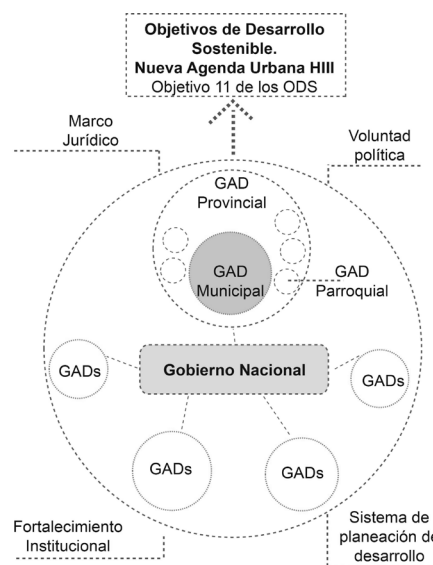 Objetivos de Desarrollo
Sostenible.
Nueva Agenda Urbana HIII
Objetivo 11 de los ODS
Marco
Jurídico
Voluntad
política
GAD
Provincial
GAD
Municipal
GAD
Parroquial
Gobierno Nacional
GADs
GADs
GADs
GADs
Fortalecimiento
Institucional
Sistema de
planeación de
desarrollo